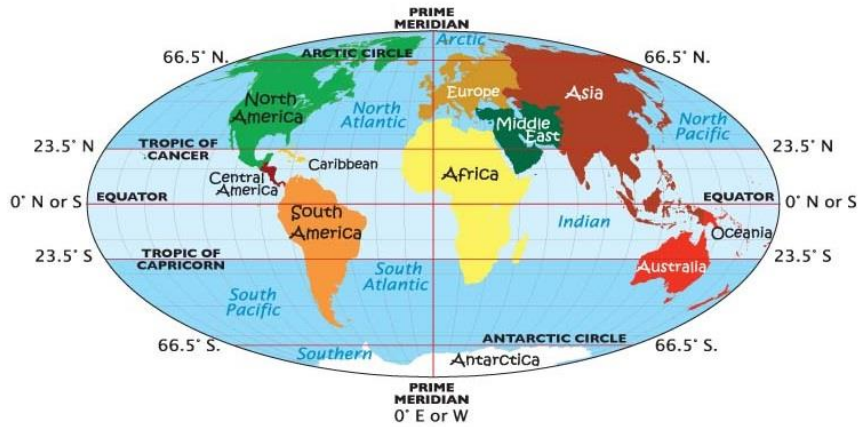 PRIME
MERIDIAN
Arctic
66.5° N.
ARCTIC CIRCLE
66.5° N.
North
America
North
Atlantic
Europe
Asia
Middle
East
North
Pacific
23.5° N
TROPIC OF
CANCER
23.5° N
Caribbean
Central
America
Africa
0° N or S
EQUATOR
EQUATOR
0° N or S
South
America
Indian
Oceania
23.5° S
TROPIC OF
CAPRICORN
South
Atlantic
Australia
23.5° S
South
Pacific
66.5° S.
Southern
ANTARCTIC CIRCLE
66.5° S.
Antarctica
PRIME
MERIDIAN
0° E or W